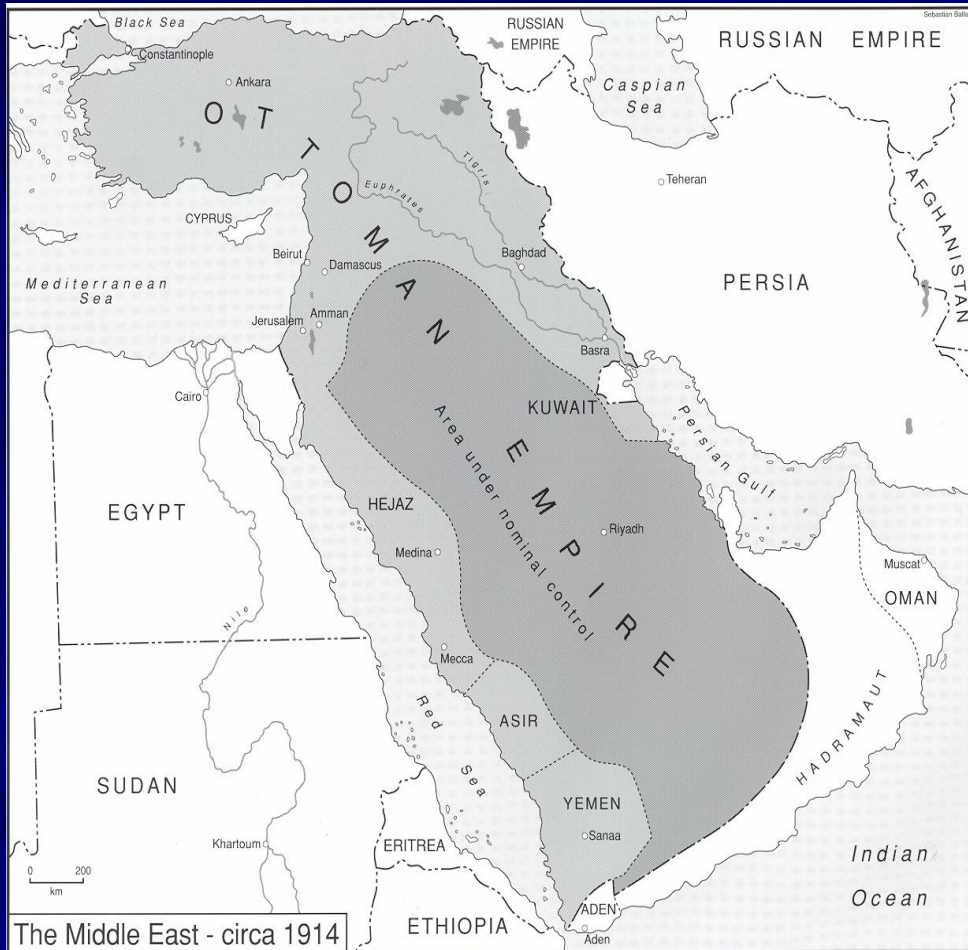 Black Sea
Constantinople
Ankara
RUSSIAN
EMPIRE
RUSSIAN EMPIRE
Caspian
Sea
AFGHANISTAN
Teheran
OTTOMAN EMPIRE
Tigris
Euphrates
CYPRUS
Beirut
Damascus
Baghdad
PERSIA
Mediterranean
Sea
Jerusalem
Amman
Basra
Cairo
KUWAIT
Persian Gulf
Area under nominal control
EGYPT
HEJAZ
Riyadh
Medina
Muscat
OMAN
Nile
Mecca
HADRAMAUT
Red Sea
ASIR
SUDAN
YEMEN
Sanaa
Khartoum
ERITREA
Indian
Ocean
0 200
km
ETHIOPIA
ADEN
Aden
The Middle East - circa 1914